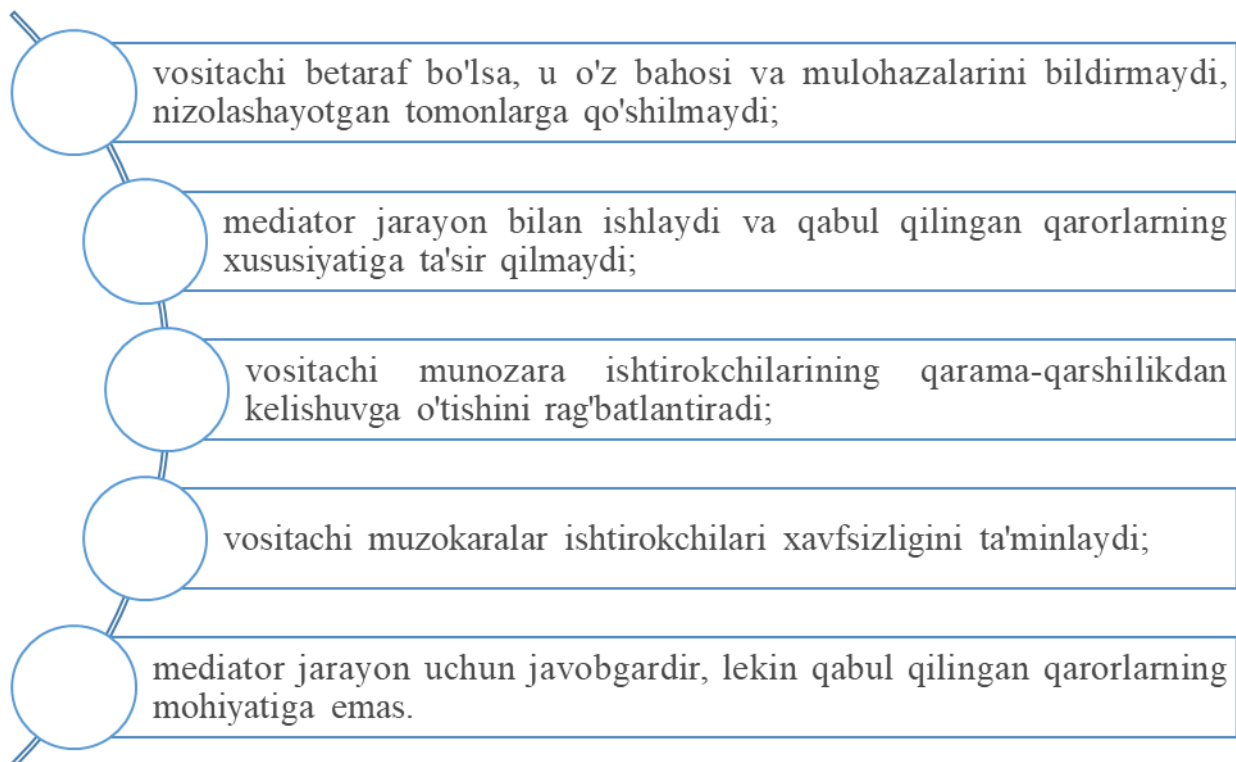 vositachi betaraf bo'lsa, u o'z bahosi va mulohazalarini bildirmaydi,
nizolashayotgan tomonlarga qo'shilmaydi;
mediator jarayon bilan ishlaydi va qabul qilingan qarorlarning
xususiyatiga ta'sir qilmaydi;
vositachi munozara ishtirokchilarining qarama-qarshilikdan
kelishuvga o'tishini rag'batlantiradi;
vositachi muzokaralar ishtirokchilari xavfsizligini ta'minlaydi;
mediator jarayon uchun javobgardir, lekin qabul qilingan qarorlarning
mohiyatiga emas.